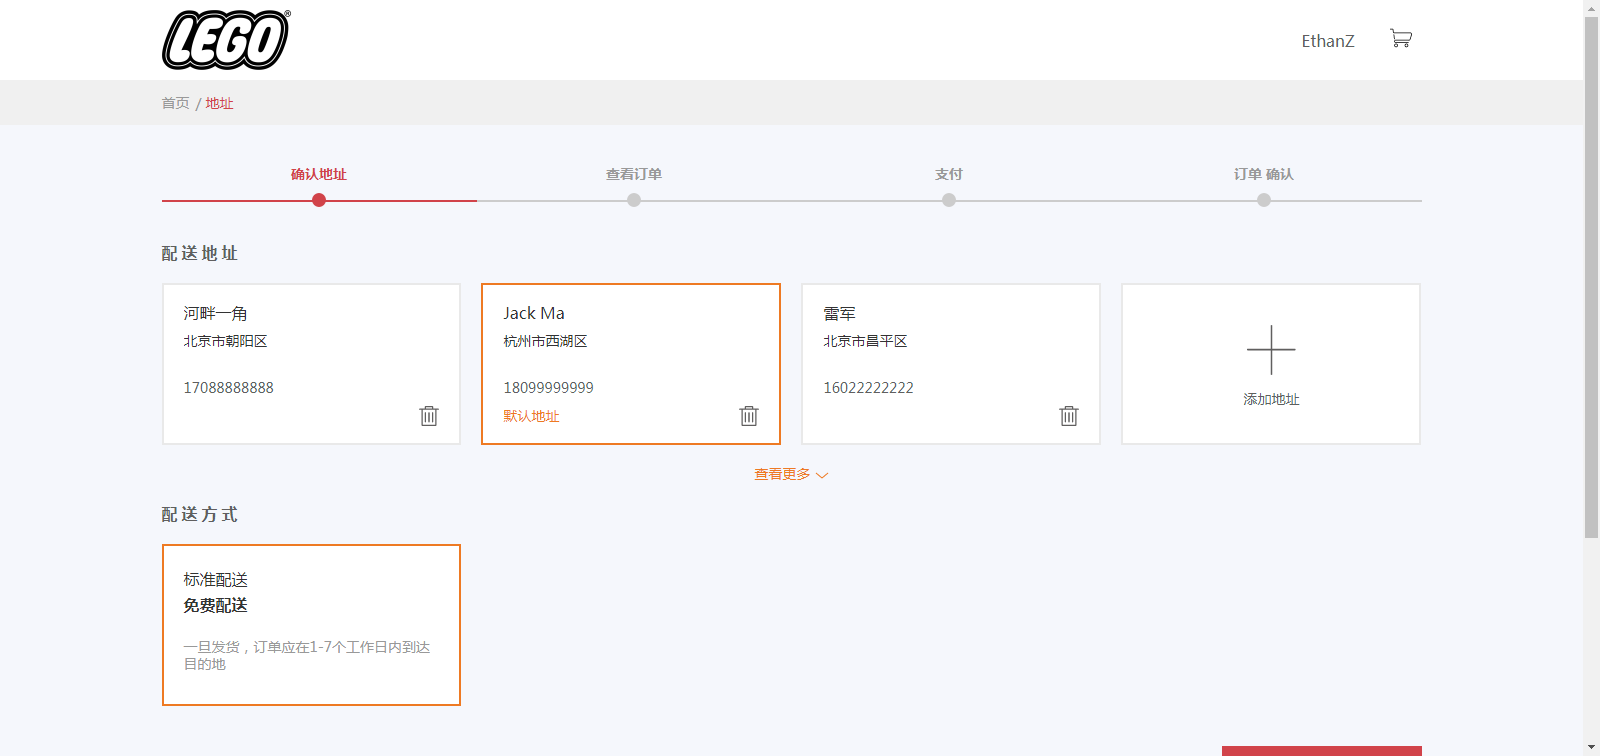 LEGO®
EthanZ
首页 / 地址
确认地址
查看订单
支付
订单 确认
配送地址
河畔一角
北京市朝阳区
17088888888
Jack Ma
杭州市西湖区
18099999999
默认地址
雷军
北京市昌平区
16022222222
添加地址
查看更多
配送方式
标准配送
免费配送
一旦发货，订单应在1-7个工作日内到达
目的地